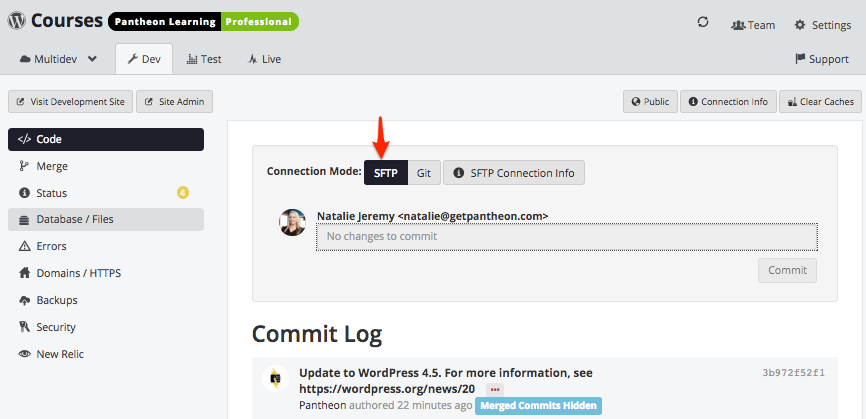 Courses Pantheon Learning Professional
Team Settings
Multidev Dev Test Live Support
Visit Development Site Site Admin Public Connection Info Clear Caches
Code
Merge
Status 4
Database / Files
Errors
Domains / HTTPS
Backups
Security
New Relic
Connection Mode: SFTP Git SFTP Connection Info
Natalie Jeremy <natalie@getpantheon.com>
No changes to commit
Commit
Commit Log
Update to WordPress 4.5. For more information, see 3b972f52f1
https://wordpress.org/news/20 •••
Pantheon authored 22 minutes ago Merged Commits Hidden